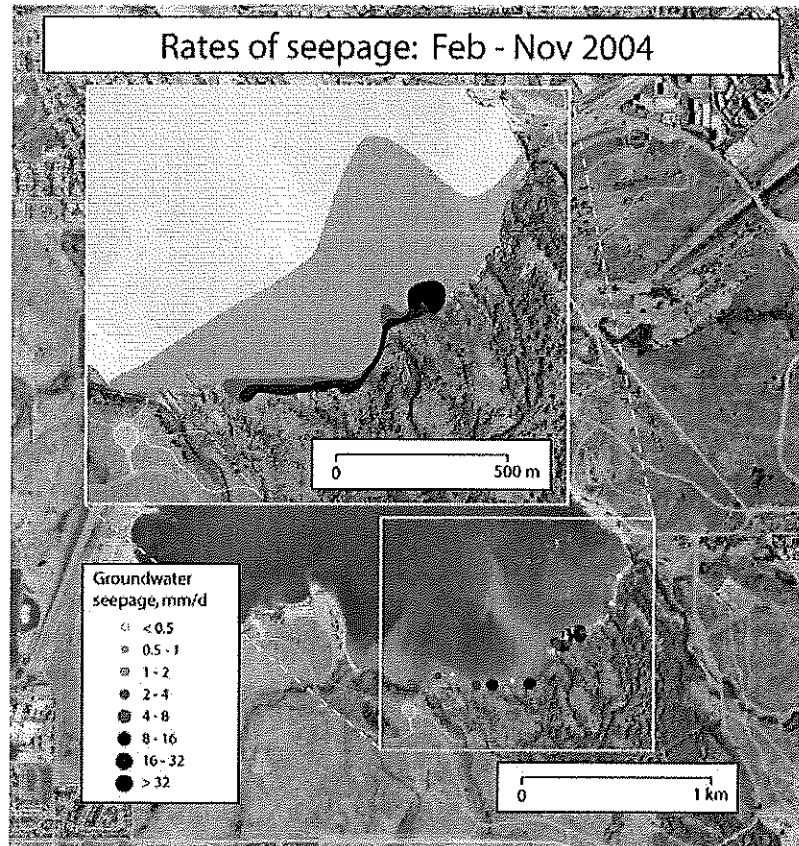 Rates of seepage: Feb - Nov 2004
0 500 m
Groundwater
seepage, mm/d
< 0.5
0.5 - 1
1 - 2
2 - 4
4 - 8
8 - 16
16 - 32
> 32
0 1 km